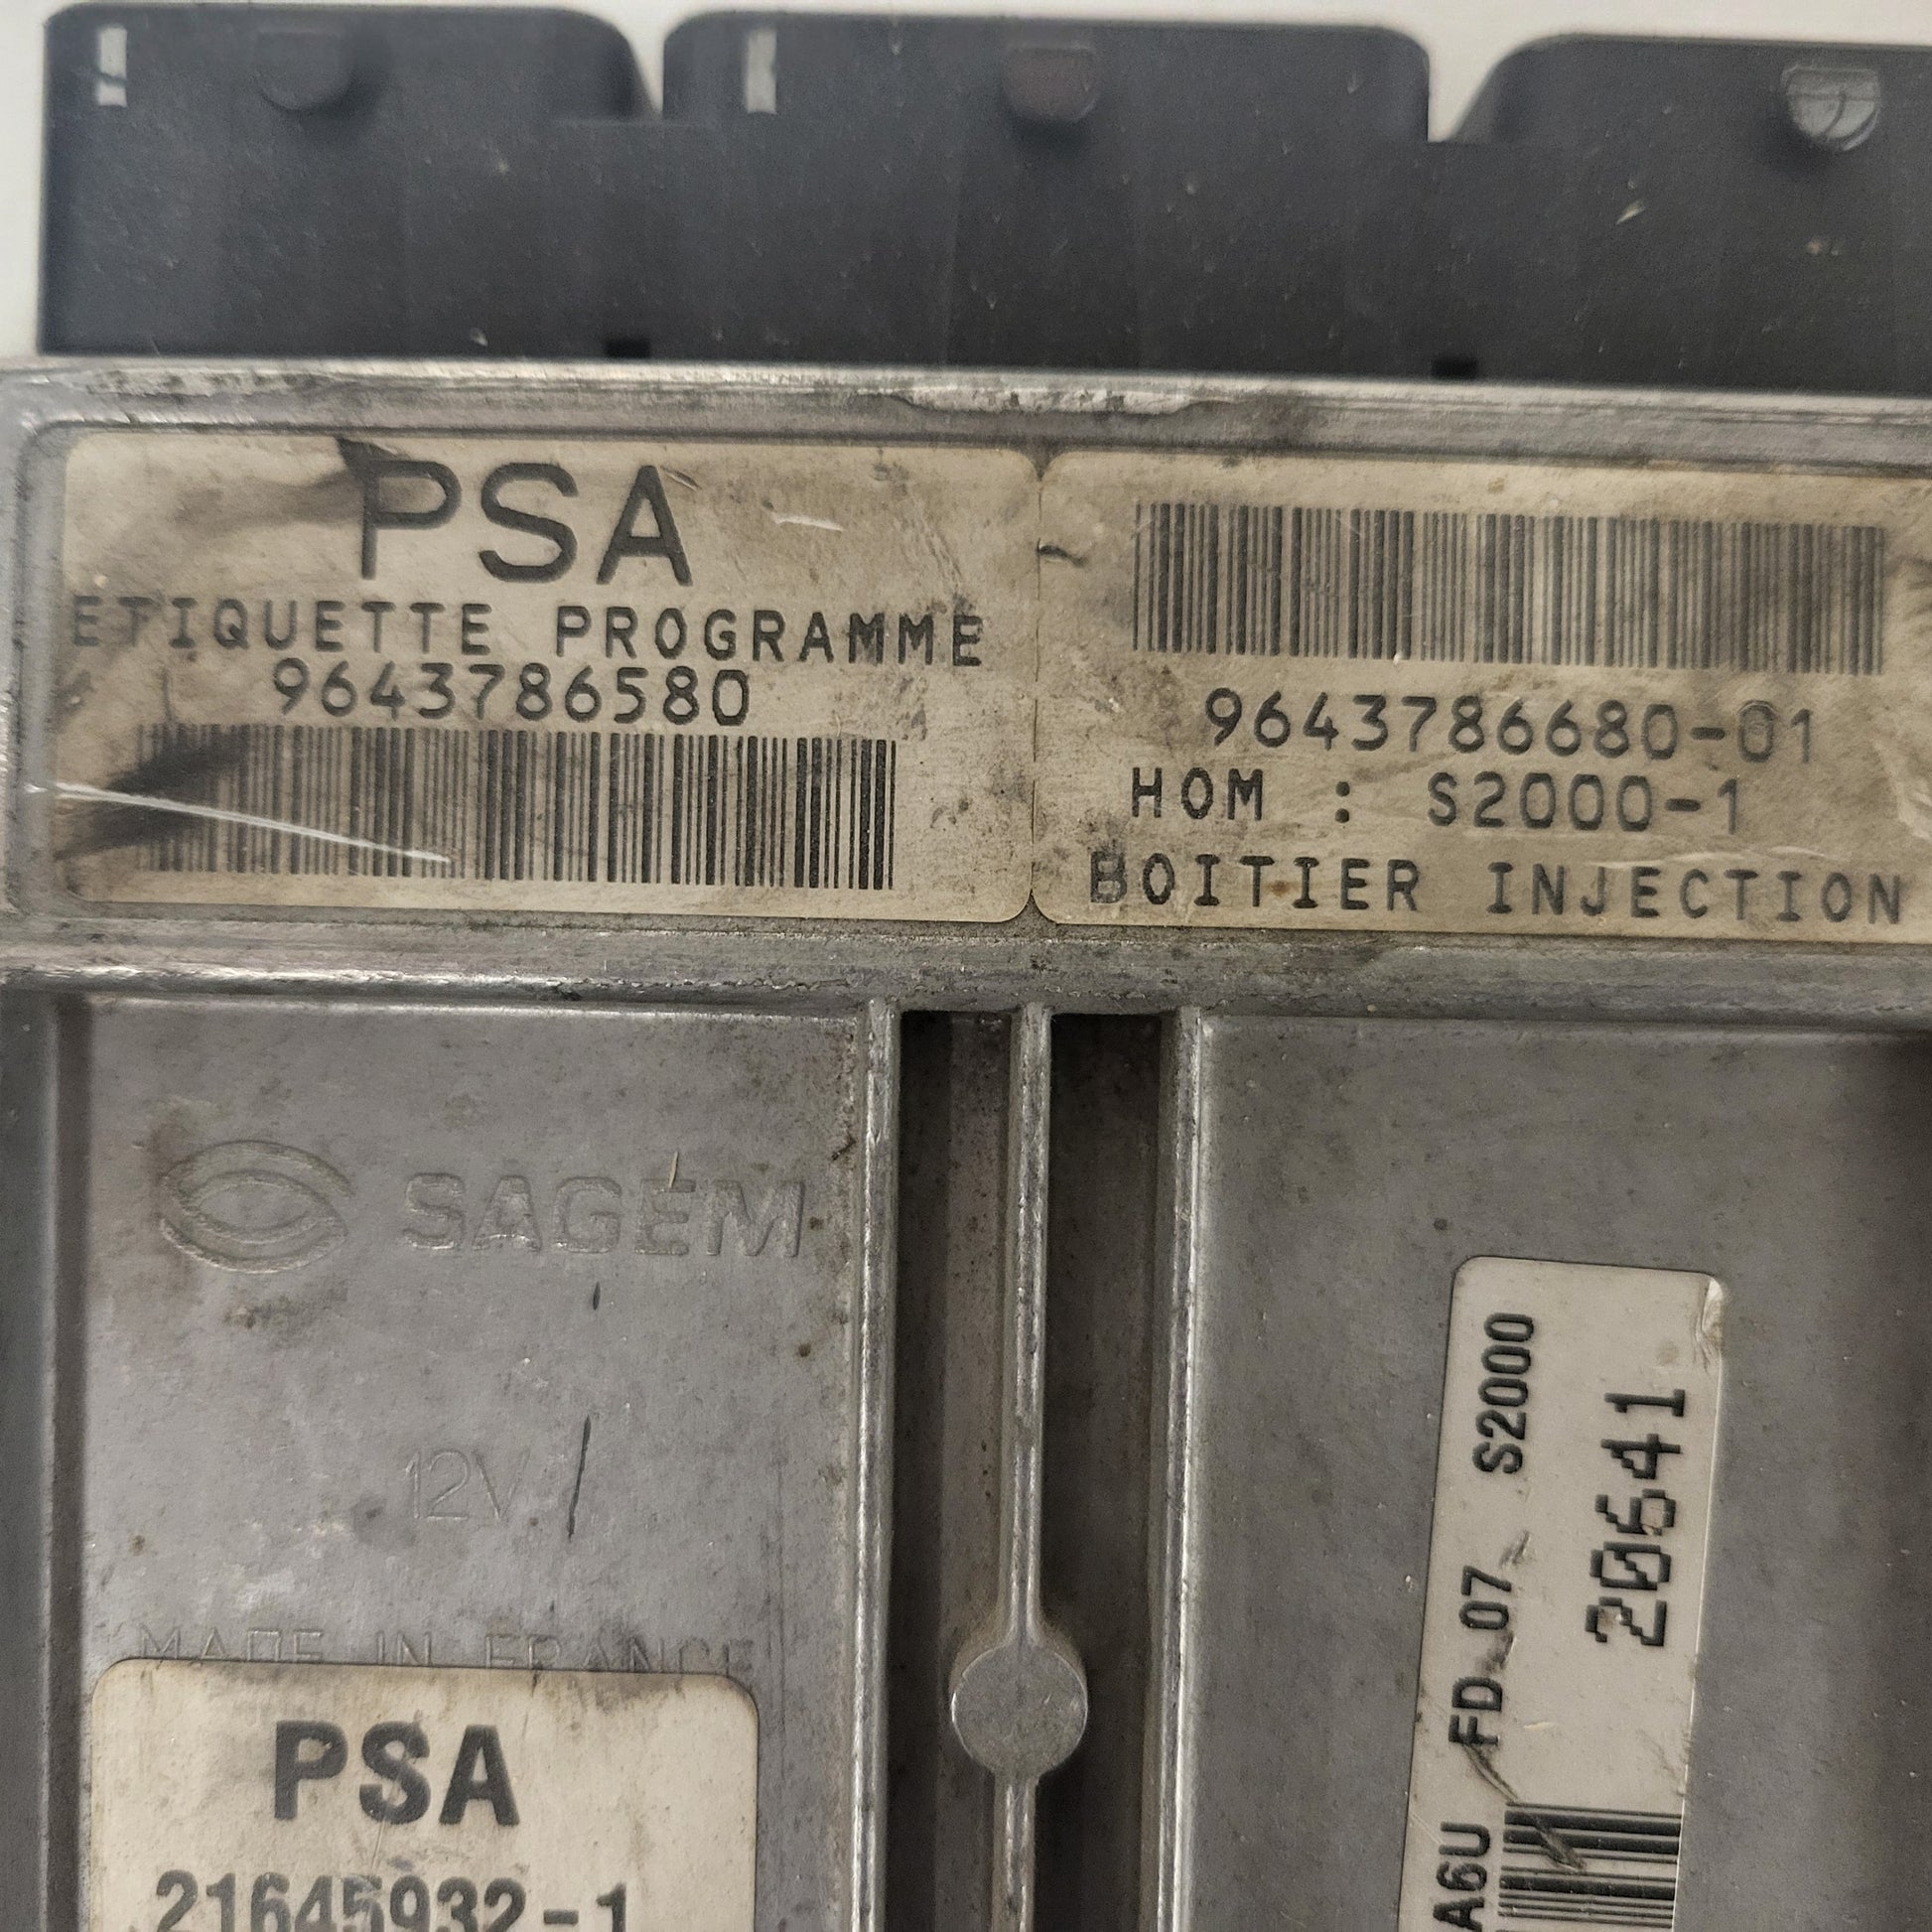 PSA
ETIQUETTE PROGRAMME
9643786580
9643786680-01
HOM : S2000-1
BOITIER INJECTION
SAGEM
12V
MADE IN FRANCE
PSA
21645932-1
S2000
FD.07
A6U
20641